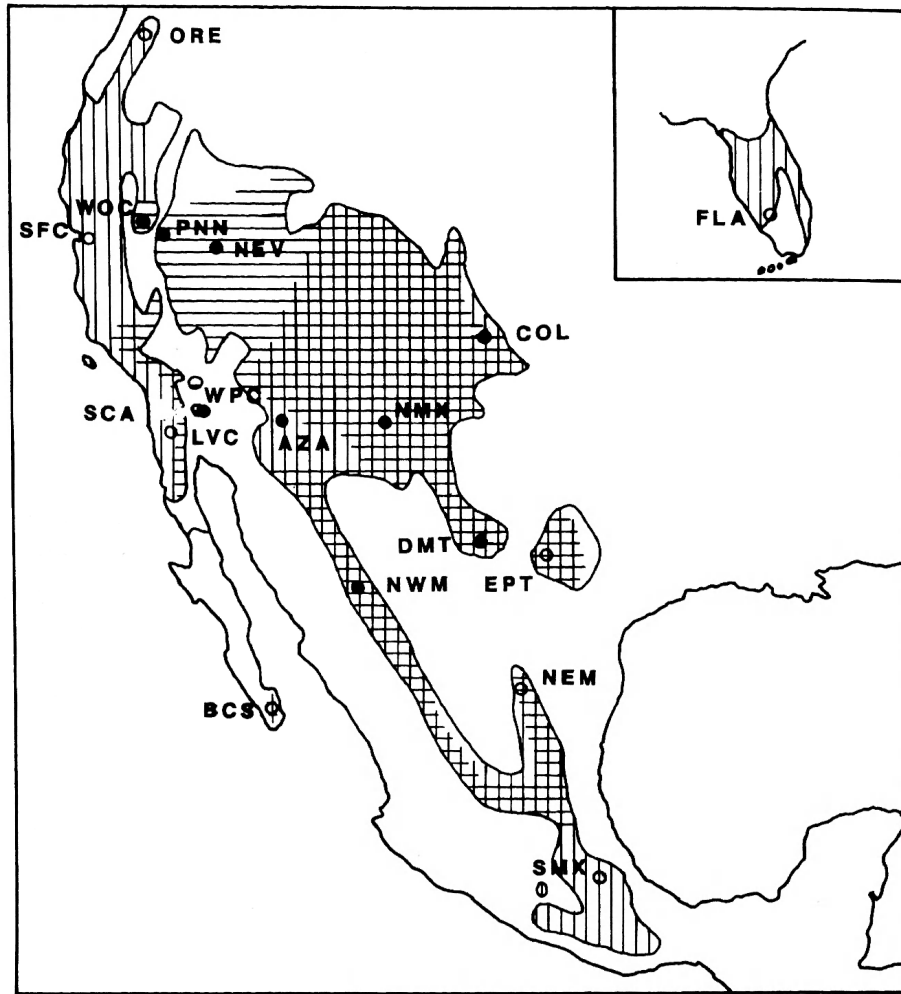 ORE
WOC
SFC
PNN
NEV
FLA
COL
WPC
SCA
LVC
AZA
NMX
DMT
EPT
NWM
NEM
BCS
SMX